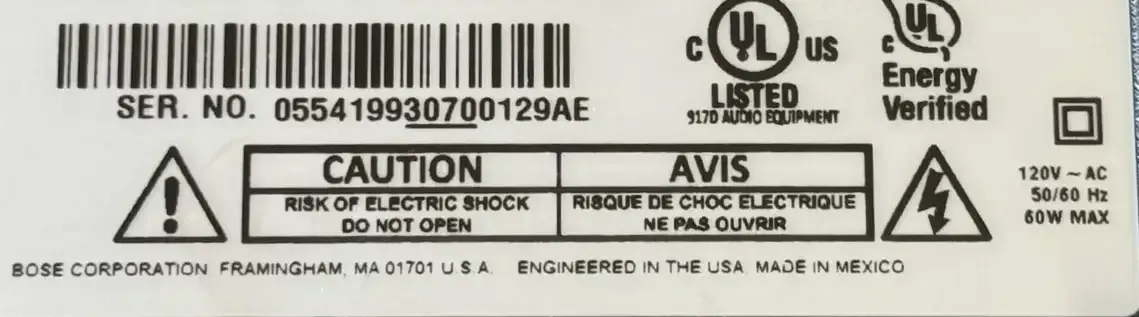 SER. NO. 055419930700129AE
C UL US
LISTED
917D AUDIO EQUIPMENT
c UL
Energy
Verified
CAUTION
RISK OF ELECTRIC SHOCK
DO NOT OPEN
AVIS
RISQUE DE CHOC ELECTRIQUE
NE PAS OUVRIR
120V ~ AC
50/60 Hz
60W MAX
BOSE CORPORATION FRAMINGHAM, MA 01701 U.S.A. ENGINEERED IN THE USA MADE IN MEXICO